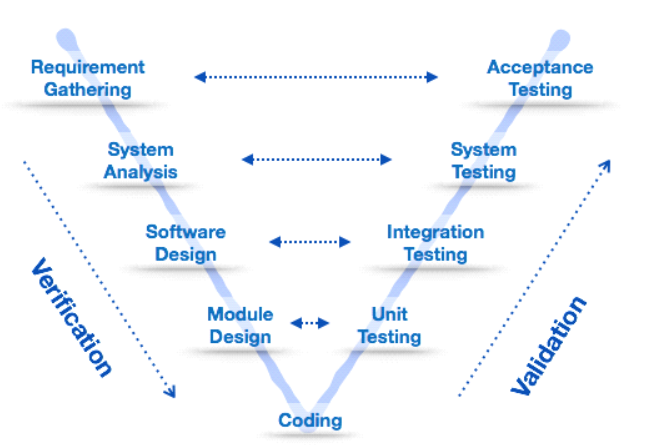 Requirement
Gathering
Acceptance
Testing
System
Analysis
System
Testing
Software
Design
Integration
Testing
Verification
Validation
Module
Design
Unit
Testing
Coding